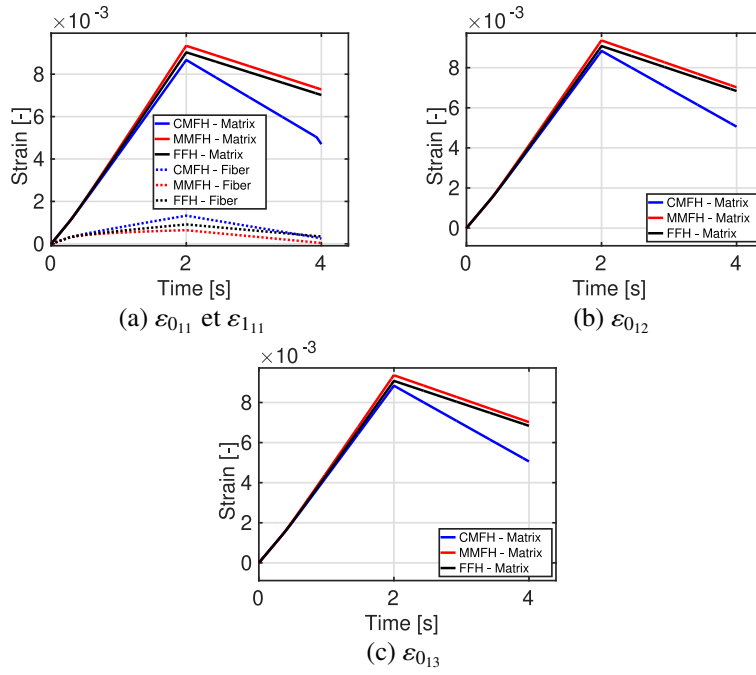 ×10 -3
8
6
4
2
0
Strain [-]
CMFH - Matrix
MMFH - Matrix
FFH - Matrix
CMFH - Fiber
MMFH - Fiber
FFH - Fiber
0 2 4
Time [s]
(a) ε0₁₁ et ε1₁₁
×10 -3
8
6
4
2
0
Strain [-]
CMFH - Matrix
MMFH - Matrix
FFH - Matrix
0 2 4
Time [s]
(b) ε0₁₂
×10 -3
8
6
4
2
0
Strain [-]
CMFH - Matrix
MMFH - Matrix
FFH - Matrix
0 2 4
Time [s]
(c) ε0₁₃